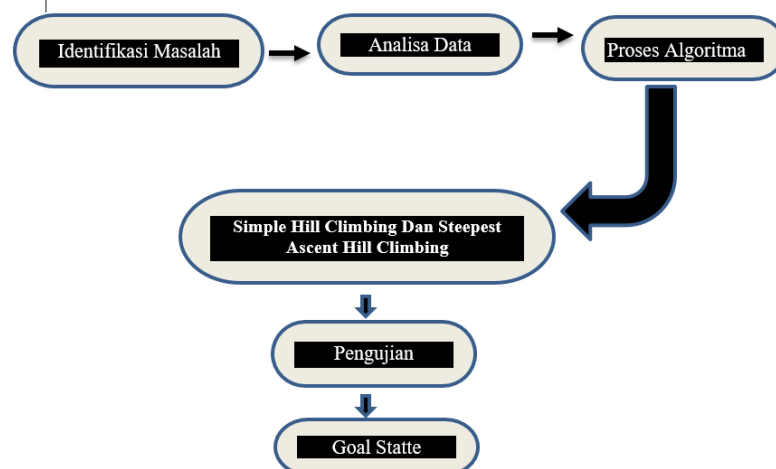 Identifikasi Masalah
Analisa Data
Proses Algoritma
Simple Hill Climbing Dan Steepest
Ascent Hill Climbing
Pengujian
Goal Statte